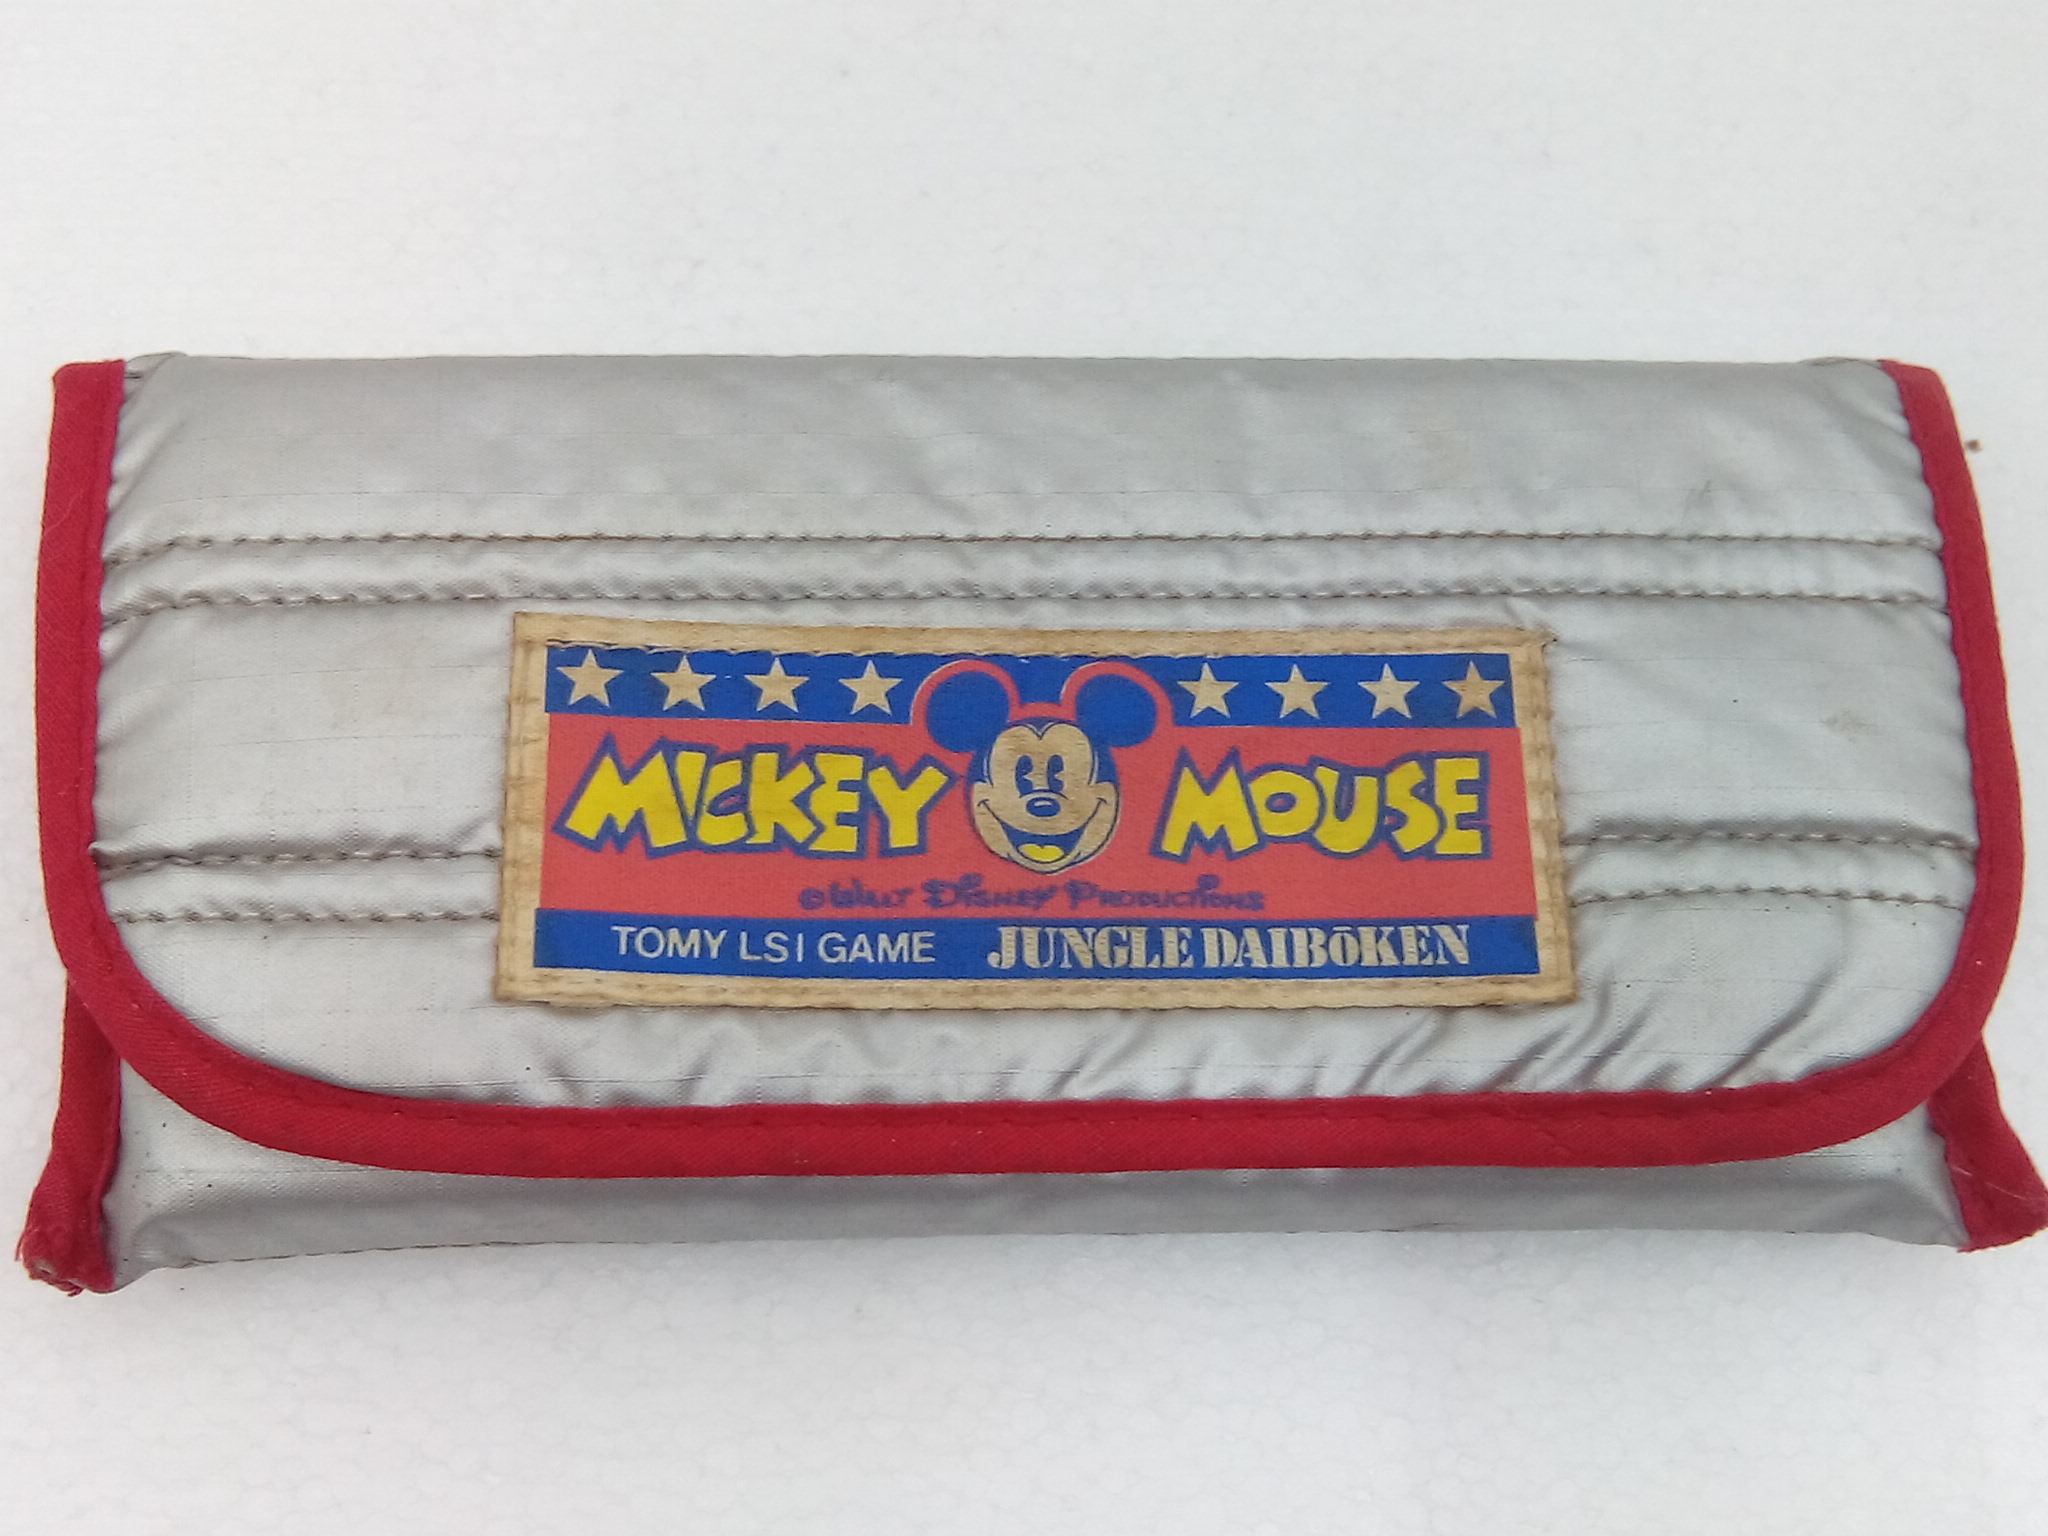 MICKEY MOUSE
© WALT DISNEY PRODUCTIONS
TOMY LSI GAME JUNGLE DAIBŌKEN